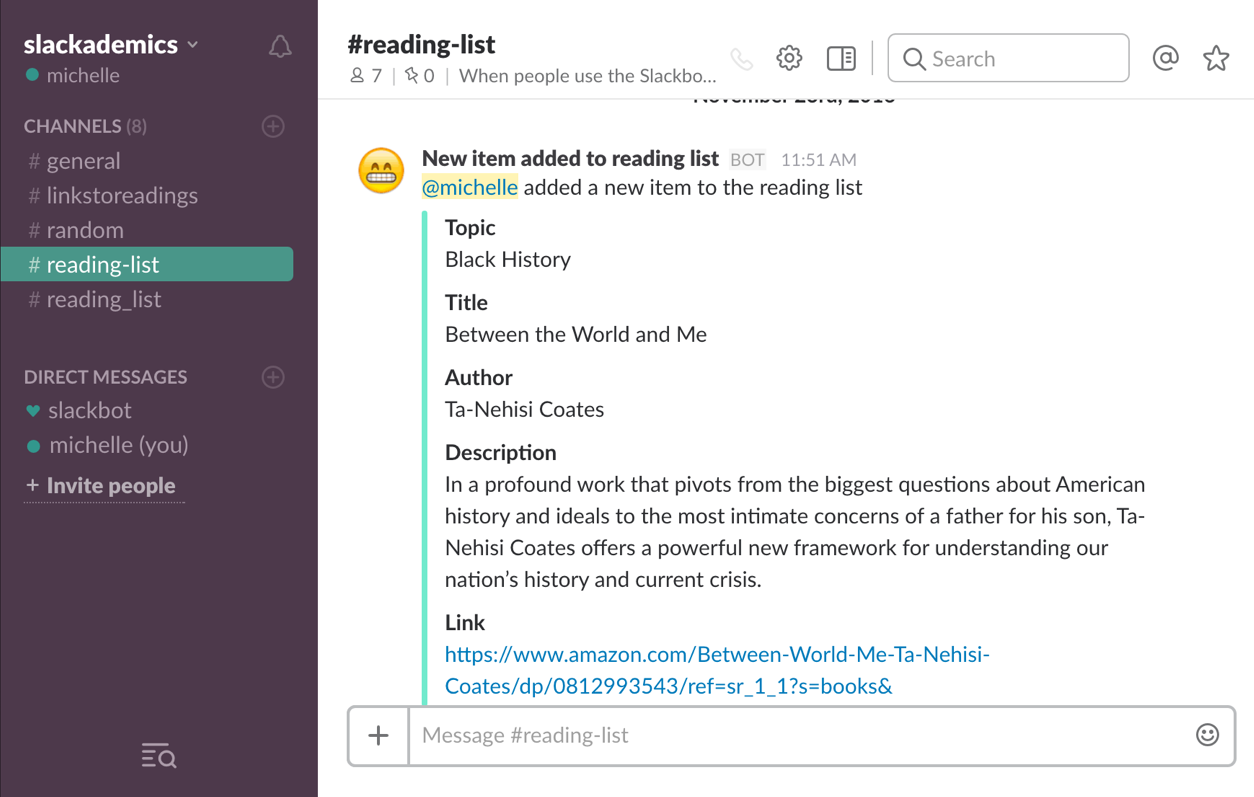 slackademics
michelle
CHANNELS (8)
# general
# linkstoreadings
# random
# reading-list
# reading_list
DIRECT MESSAGES
slackbot
michelle (you)
+ Invite people
#reading-list
7 | 0 | When people use the Slackbo...
Search
New item added to reading list BOT 11:51 AM
@michelle added a new item to the reading list
Topic
Black History
Title
Between the World and Me
Author
Ta-Nehisi Coates
Description
In a profound work that pivots from the biggest questions about American
history and ideals to the most intimate concerns of a father for his son, Ta-
Nehisi Coates offers a powerful new framework for understanding our
nation’s history and current crisis.
Link
https://www.amazon.com/Between-World-Me-Ta-Nehisi-
Coates/dp/0812993543/ref=sr_1_1?s=books&
Message #reading-list